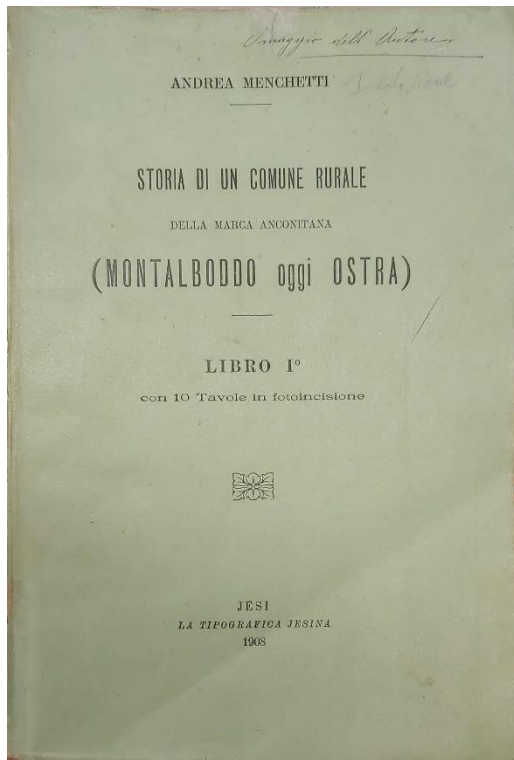 Omaggio dell'Autore
ANDREA MENCHETTI
STORIA DI UN COMUNE RURALE
DELLA MARCA ANCONITANA
(MONTALBODDO oggi OSTRA)
LIBRO Iº
con 10 Tavole in fotoincisione
JESI
LA TIPOGRAFICA JESINA
1908